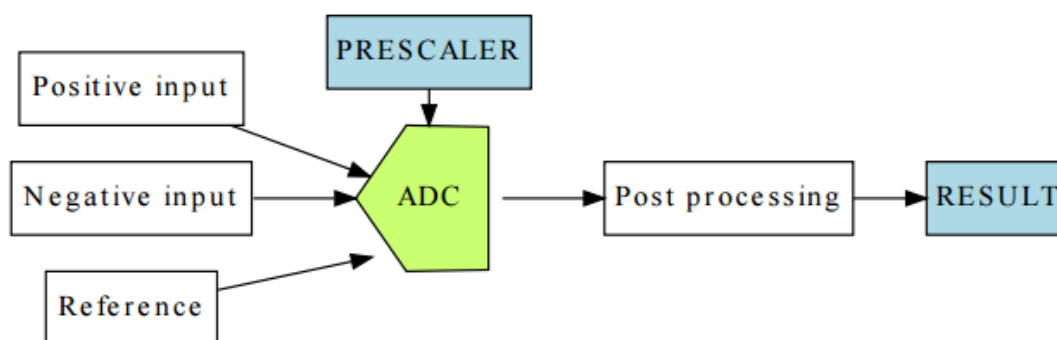 PRESCALER
Positive input
Negative input
ADC
Post processing
RESULT
Reference